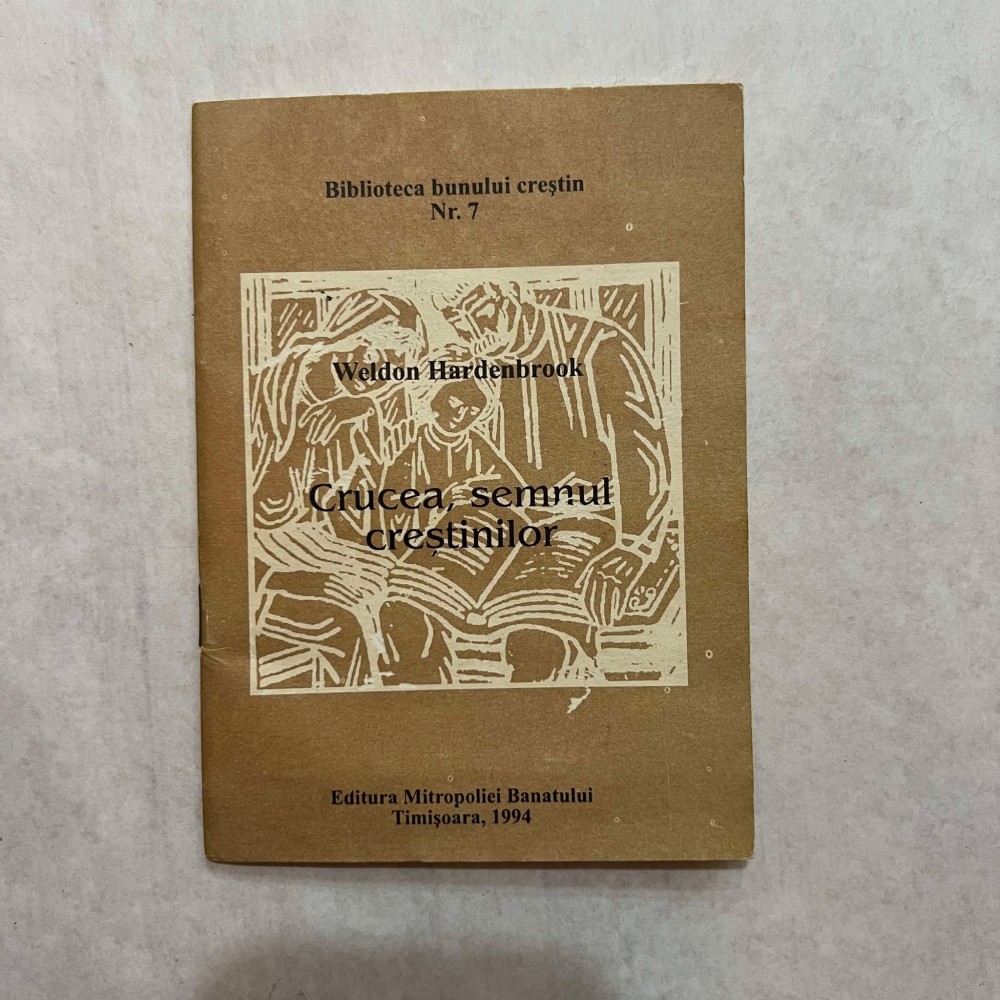 Biblioteca bunului creştin
Nr. 7
Weldon Hardenbrook
Crucea, semnul
creştinilor
Editura Mitropoliei Banatului
Timişoara, 1994